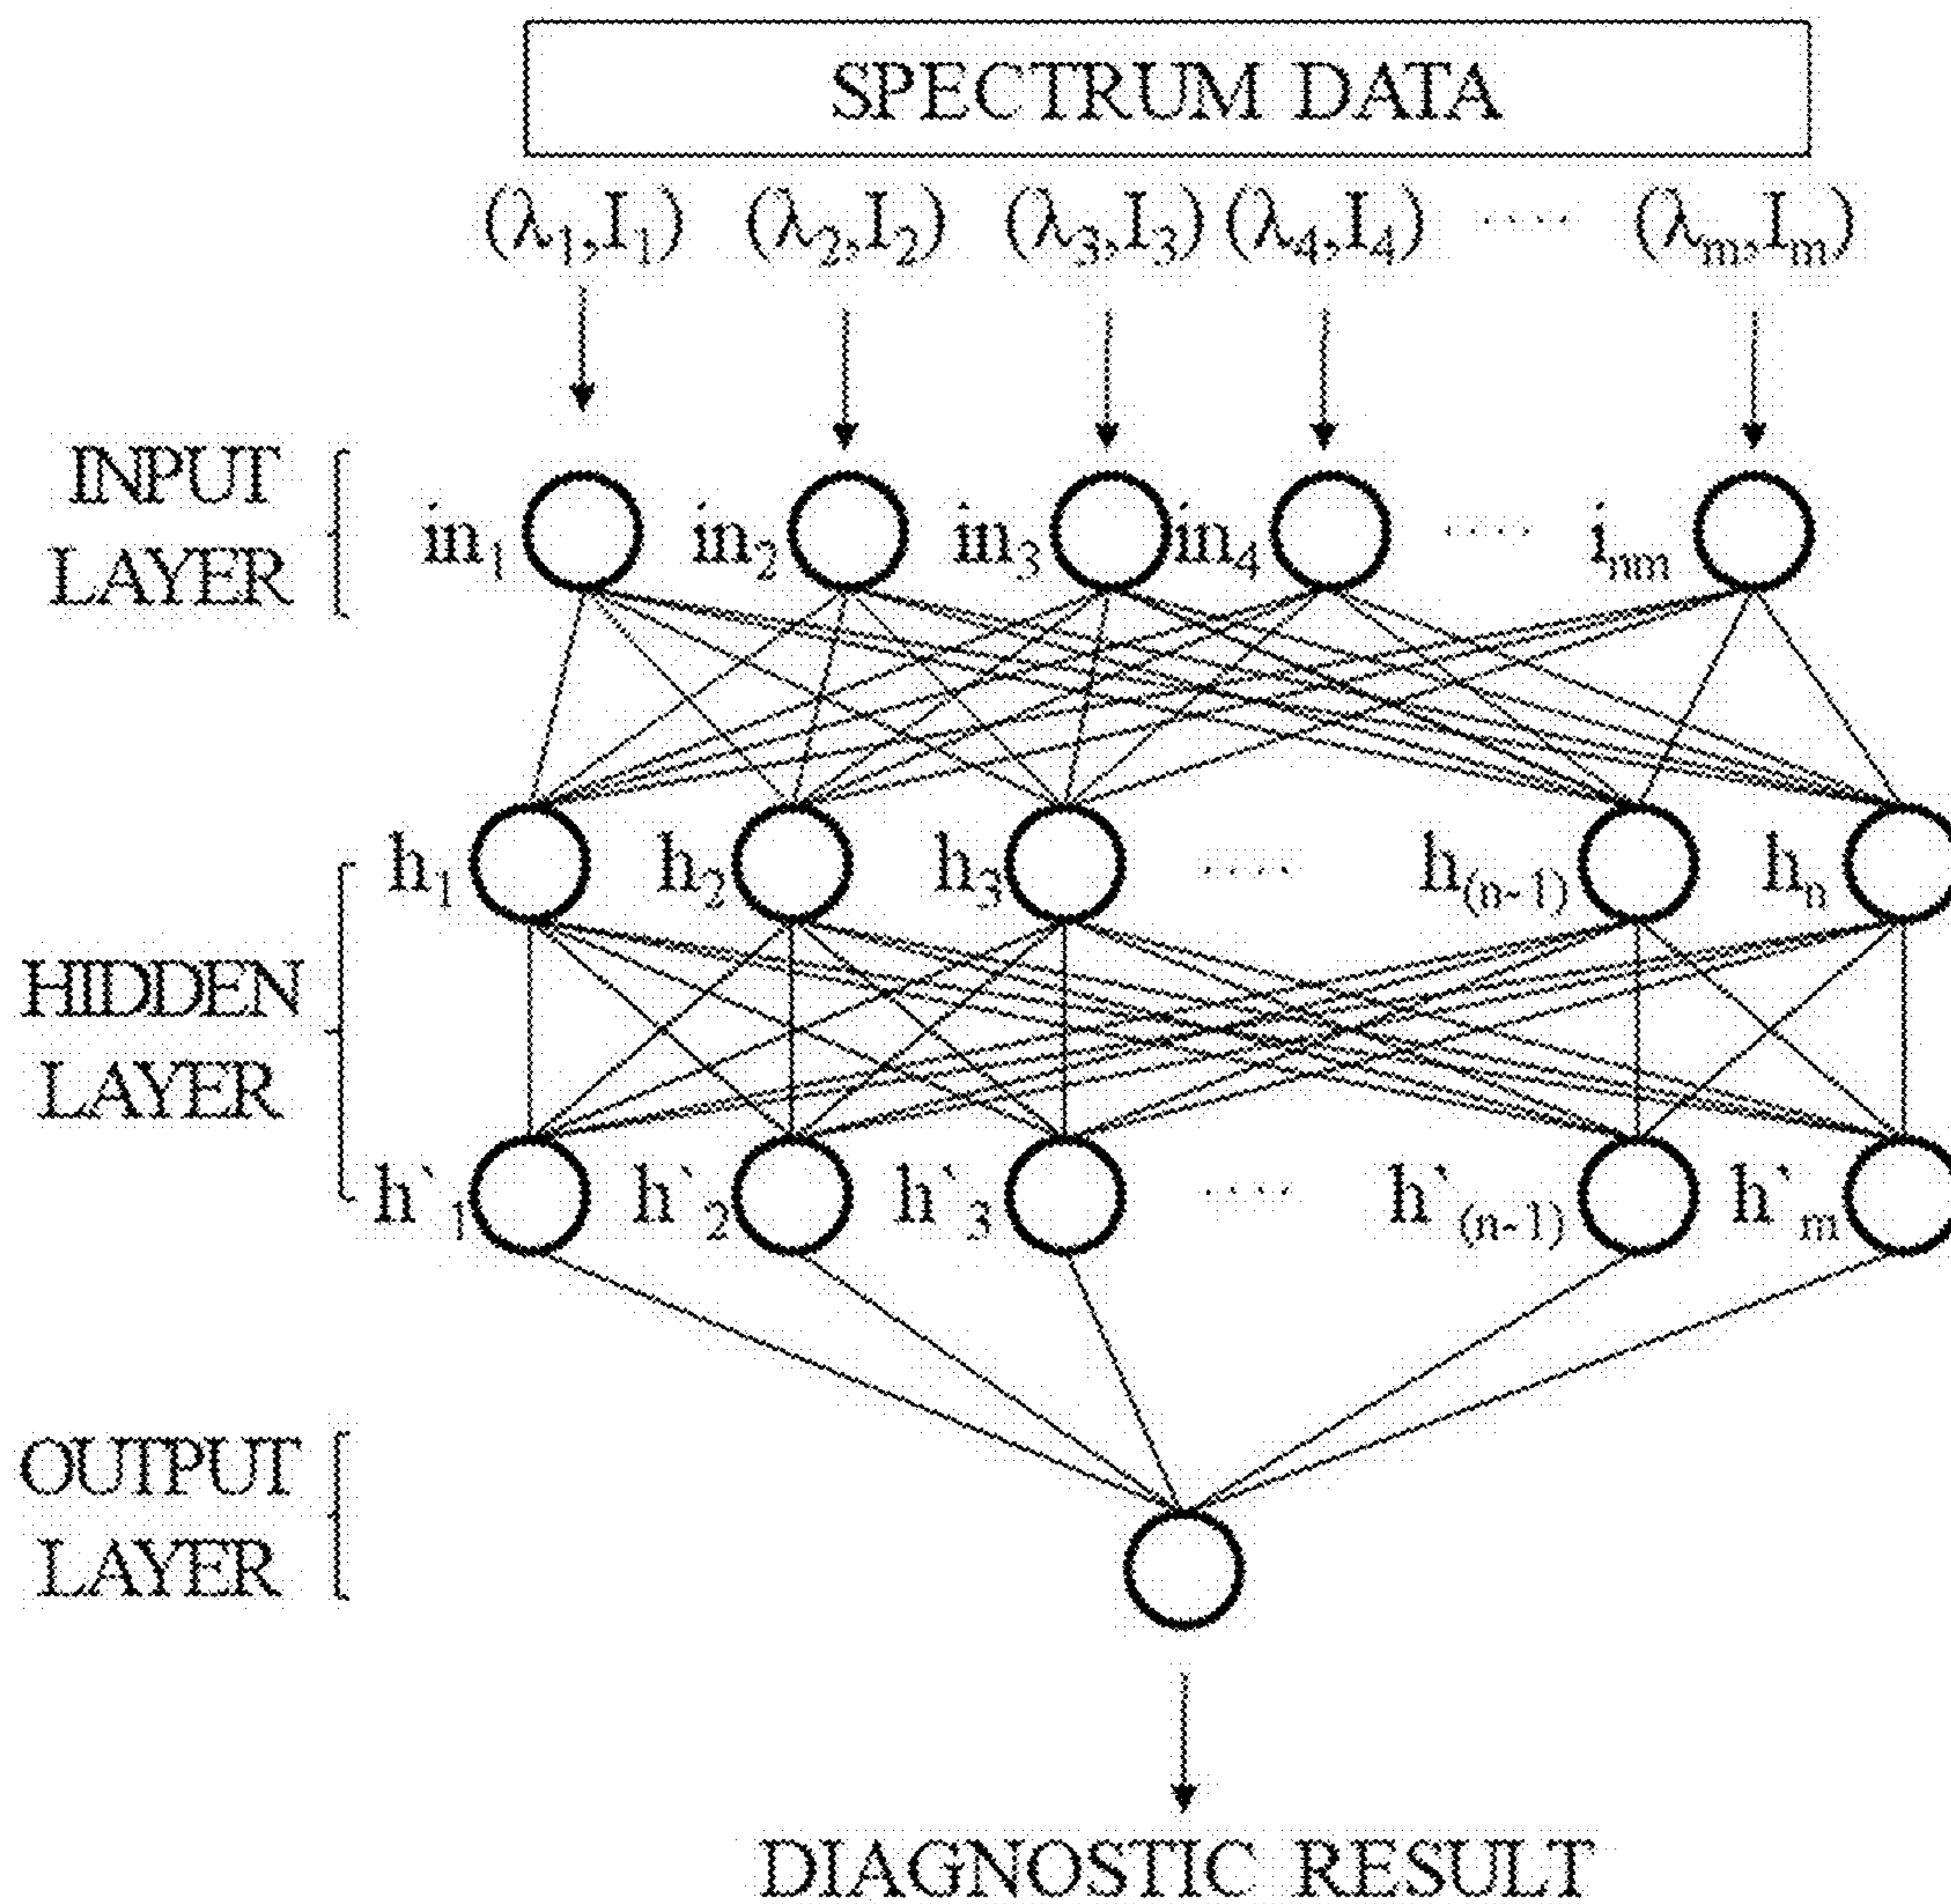 SPECTRUM DATA
(λ₁,I₁) (λ₂,I₂) (λ₃,I₃) (λ₄,I₄) ····· (λₘ,Iₘ)
INPUT
LAYER
in₁ in₂ in₃ in₄ ····· iₙₘ
h₁ h₂ h₃ ····· h₍ₙ₋₁₎ hₙ
HIDDEN
LAYER
h`₁ h`₂ h`₃ ····· h`₍ₙ₋₁₎ h`ₘ
OUTPUT
LAYER
DIAGNOSTIC RESULT